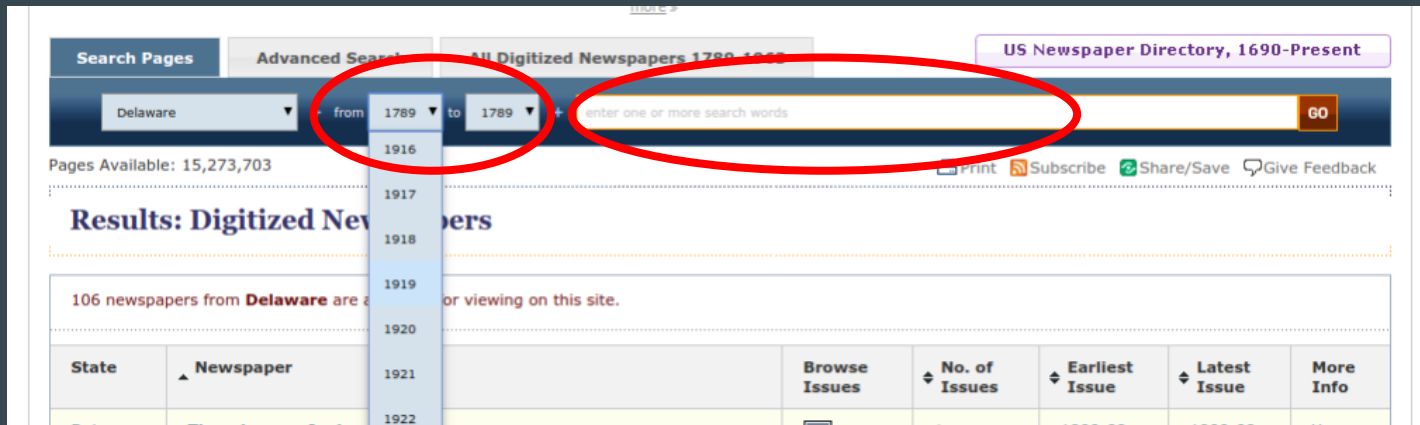 more »
Search Pages Advanced Search All Digitized Newspapers 1789-1963 US Newspaper Directory, 1690-Present
Delaware from 1789 to 1789 + enter one or more search words GO
1916
Pages Available: 15,273,703 Print Subscribe Share/Save Give Feedback
1917
Results: Digitized Newspapers
1918
1919
106 newspapers from Delaware are a or viewing on this site.
1920
State Newspaper Browse Issues No. of Issues Earliest Issue Latest Issue More Info
1921
1922